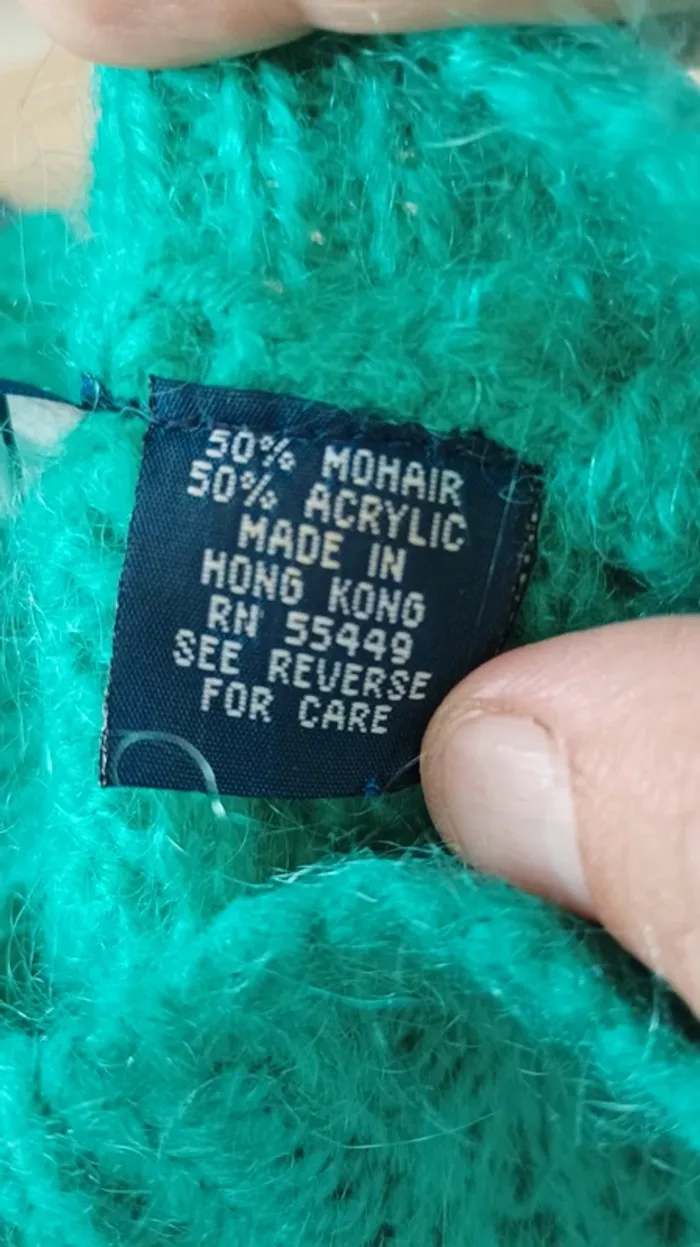 50% MOHAIR
50% ACRYLIC
MADE IN
HONG KONG
RN 55449
SEE REVERSE
FOR CARE